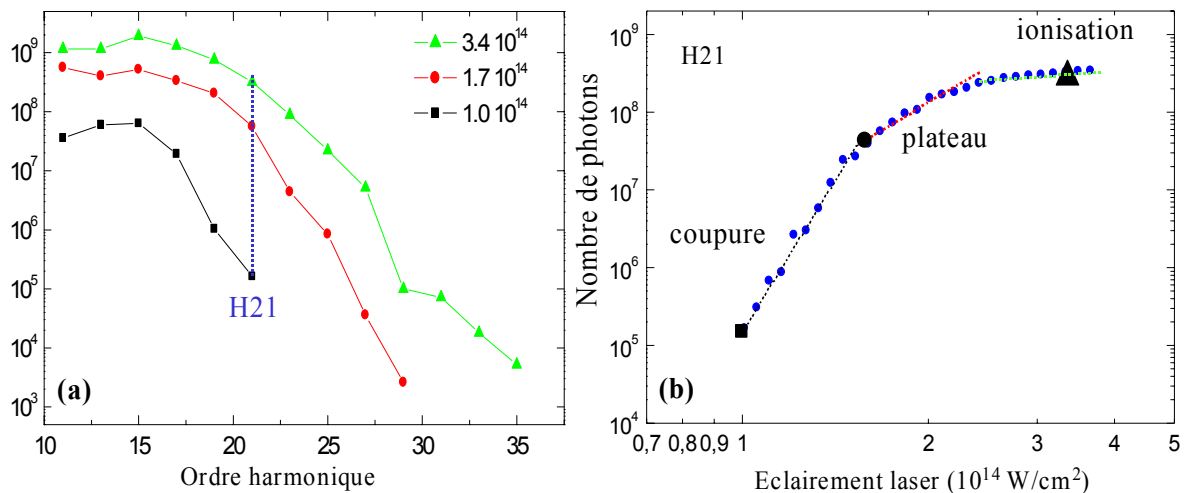 3.4 10¹⁴
1.7 10¹⁴
1.0 10¹⁴
10⁹
10⁸
10⁷
10⁶
10⁵
10⁴
10³
H21
(a)
10 15 20 25 30 35
Ordre harmonique
H21
ionisation
plateau
coupure
Nombre de photons
10⁹
10⁸
10⁷
10⁶
10⁵
10⁴
(b)
0,7 0,8 0,9 1 2 3 4 5
Eclairement laser (10¹⁴ W/cm²)